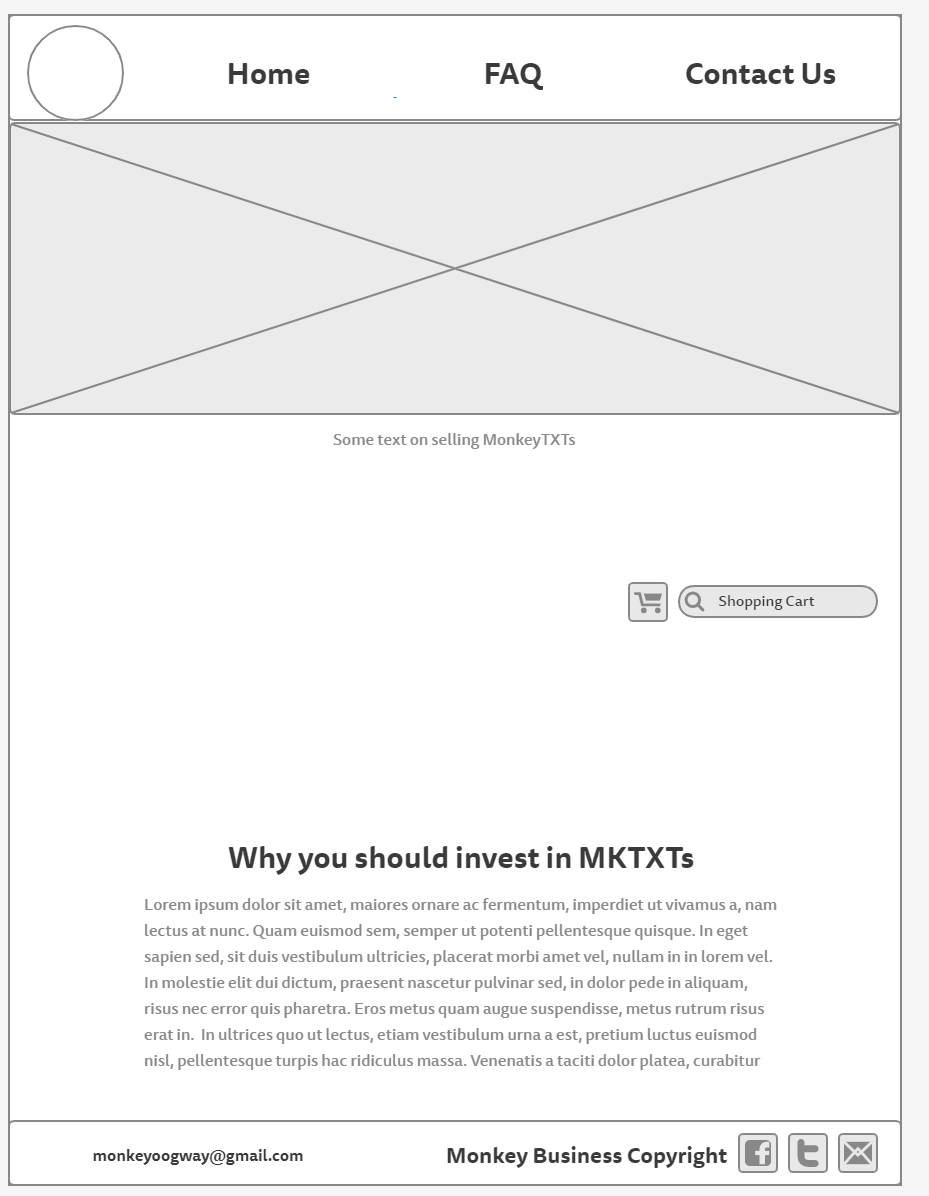 Home FAQ Contact Us
Some text on selling MonkeyTXTs
Shopping Cart
Why you should invest in MKTXTs
Lorem ipsum dolor sit amet, maiores ornare ac fermentum, imperdiet ut vivamus a, nam
lectus at nunc. Quam euismod sem, semper ut potenti pellentesque quisque. In eget
sapien sed, sit duis vestibulum ultricies, placerat morbi amet vel, nullam in in lorem vel.
In molestie elit dui dictum, praesent nascetur pulvinar sed, in dolor pede in aliquam,
risus nec error quis pharetra. Eros metus quam augue suspendisse, metus rutrum risus
erat in.  In ultrices quo ut lectus, etiam vestibulum urna a est, pretium luctus euismod
nisl, pellentesque turpis hac ridiculus massa. Venenatis a taciti dolor platea, curabitur
monkeyoogway@gmail.com Monkey Business Copyright